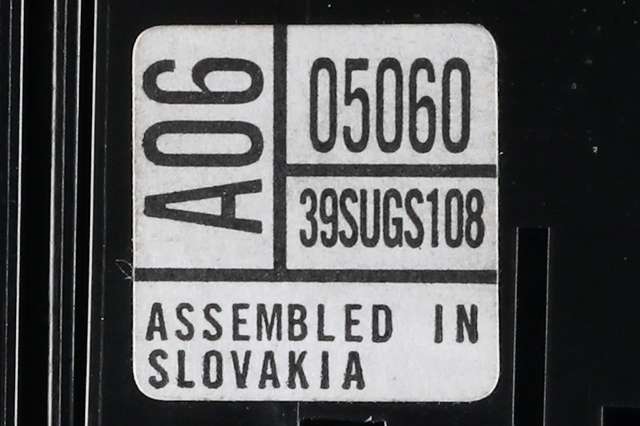 A06
05060
39SUGS108
ASSEMBLED IN
SLOVAKIA